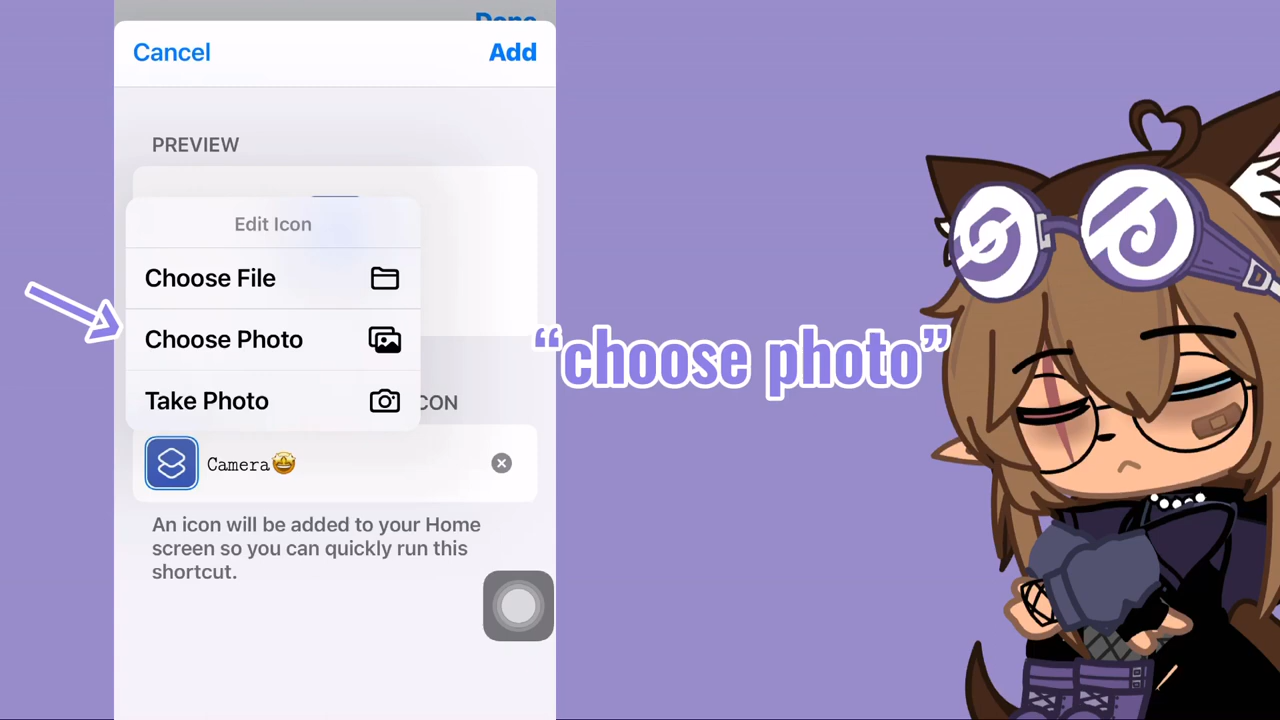 Done
Cancel
Add
PREVIEW
Edit Icon
Choose File
Choose Photo
Take Photo
CON
Camera🤩
An icon will be added to your Home
screen so you can quickly run this
shortcut.
“choose photo”